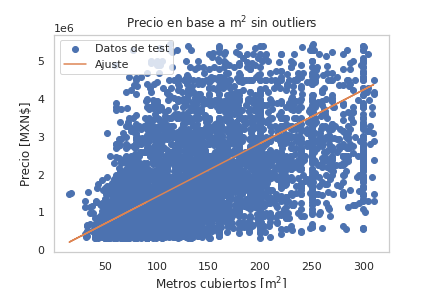 Precio en base a m² sin outliers
1e6
Datos de test
Ajuste
5
4
3
2
1
0
Precio [MXN$]
50 100 150 200 250 300
Metros cubiertos [m²]